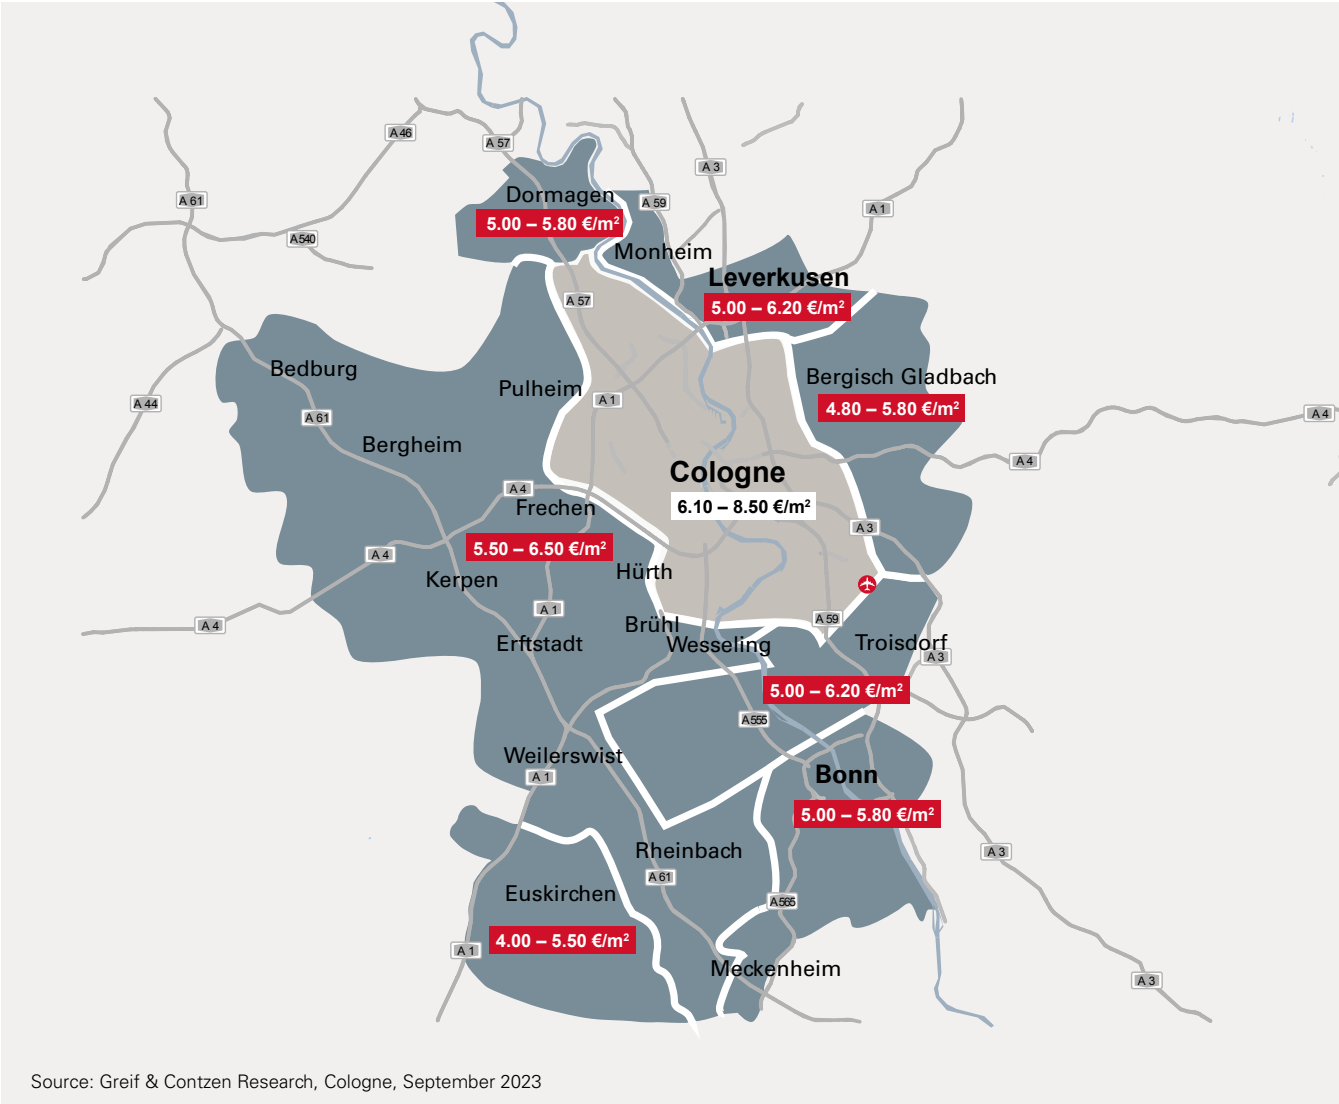 A 46
A 57
A 3
A 61
Dormagen
A 59
A 1
5.00 – 5.80 €/m²
A540
Monheim
Leverkusen
A 57
5.00 – 6.20 €/m²
Bedburg
Pulheim
Bergisch Gladbach
A 44
A 1
4.80 – 5.80 €/m²
A 61
A 4
Bergheim
A 4
Cologne
A 4
Frechen
6.10 – 8.50 €/m²
A 3
5.50 – 6.50 €/m²
A 4
Kerpen
Hürth
A 1
A 4
Brühl
A 59
Erftstadt
Wesseling
Troisdorf
A 3
5.00 – 6.20 €/m²
A555
Weilerswist
A 1
Bonn
5.00 – 5.80 €/m²
Rheinbach
A 3
A 61
Euskirchen
A565
4.00 – 5.50 €/m²
A 1
Meckenheim
A 3
Source: Greif & Contzen Research, Cologne, September 2023